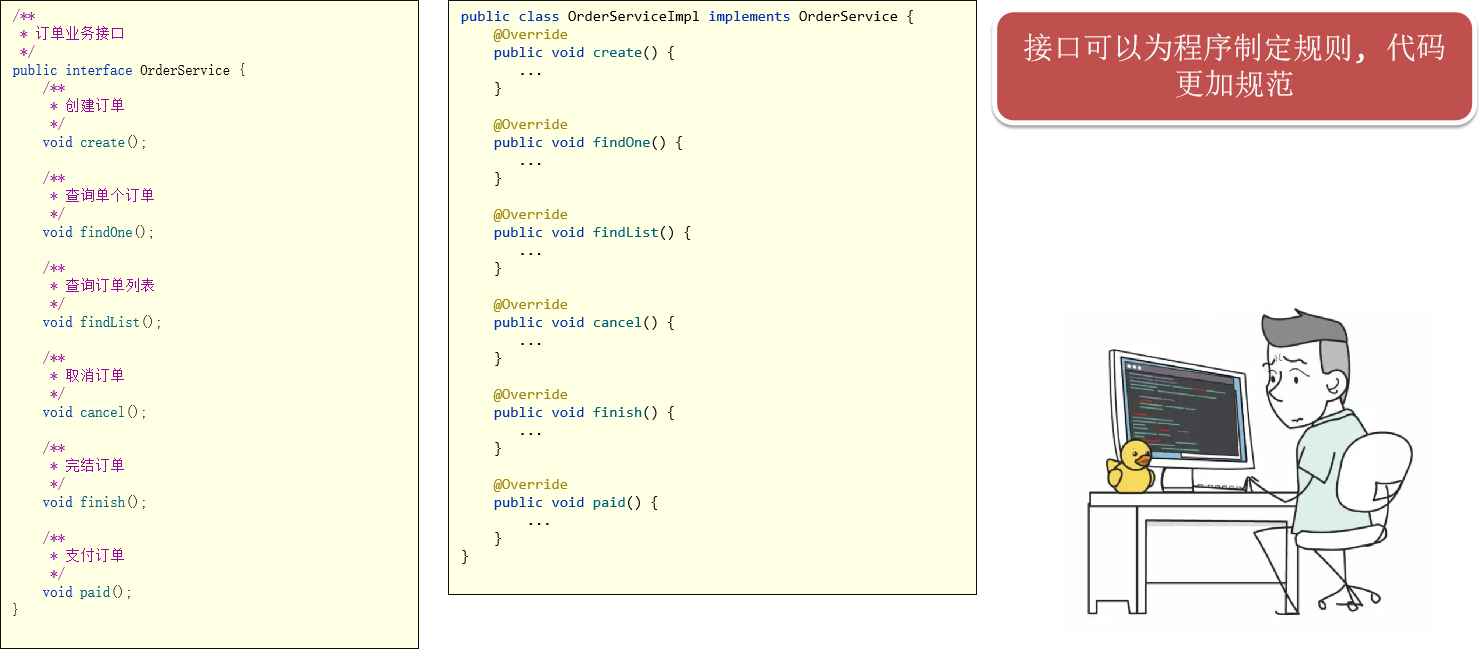 /**
 * 订单业务接口
 */
public interface OrderService {
    /**
     * 创建订单
     */
    void create();

    /**
     * 查询单个订单
     */
    void findOne();

    /**
     * 查询订单列表
     */
    void findList();

    /**
     * 取消订单
     */
    void cancel();

    /**
     * 完结订单
     */
    void finish();

    /**
     * 支付订单
     */
    void paid();
}
public class OrderServiceImpl implements OrderService {
    @Override
    public void create() {
       ...
    }

    @Override
    public void findOne() {
       ...
    }

    @Override
    public void findList() {
       ...
    }

    @Override
    public void cancel() {
       ...
    }

    @Override
    public void finish() {
       ...
    }

    @Override
    public void paid() {
        ...
    }
}
接口可以为程序制定规则, 代码
更加规范